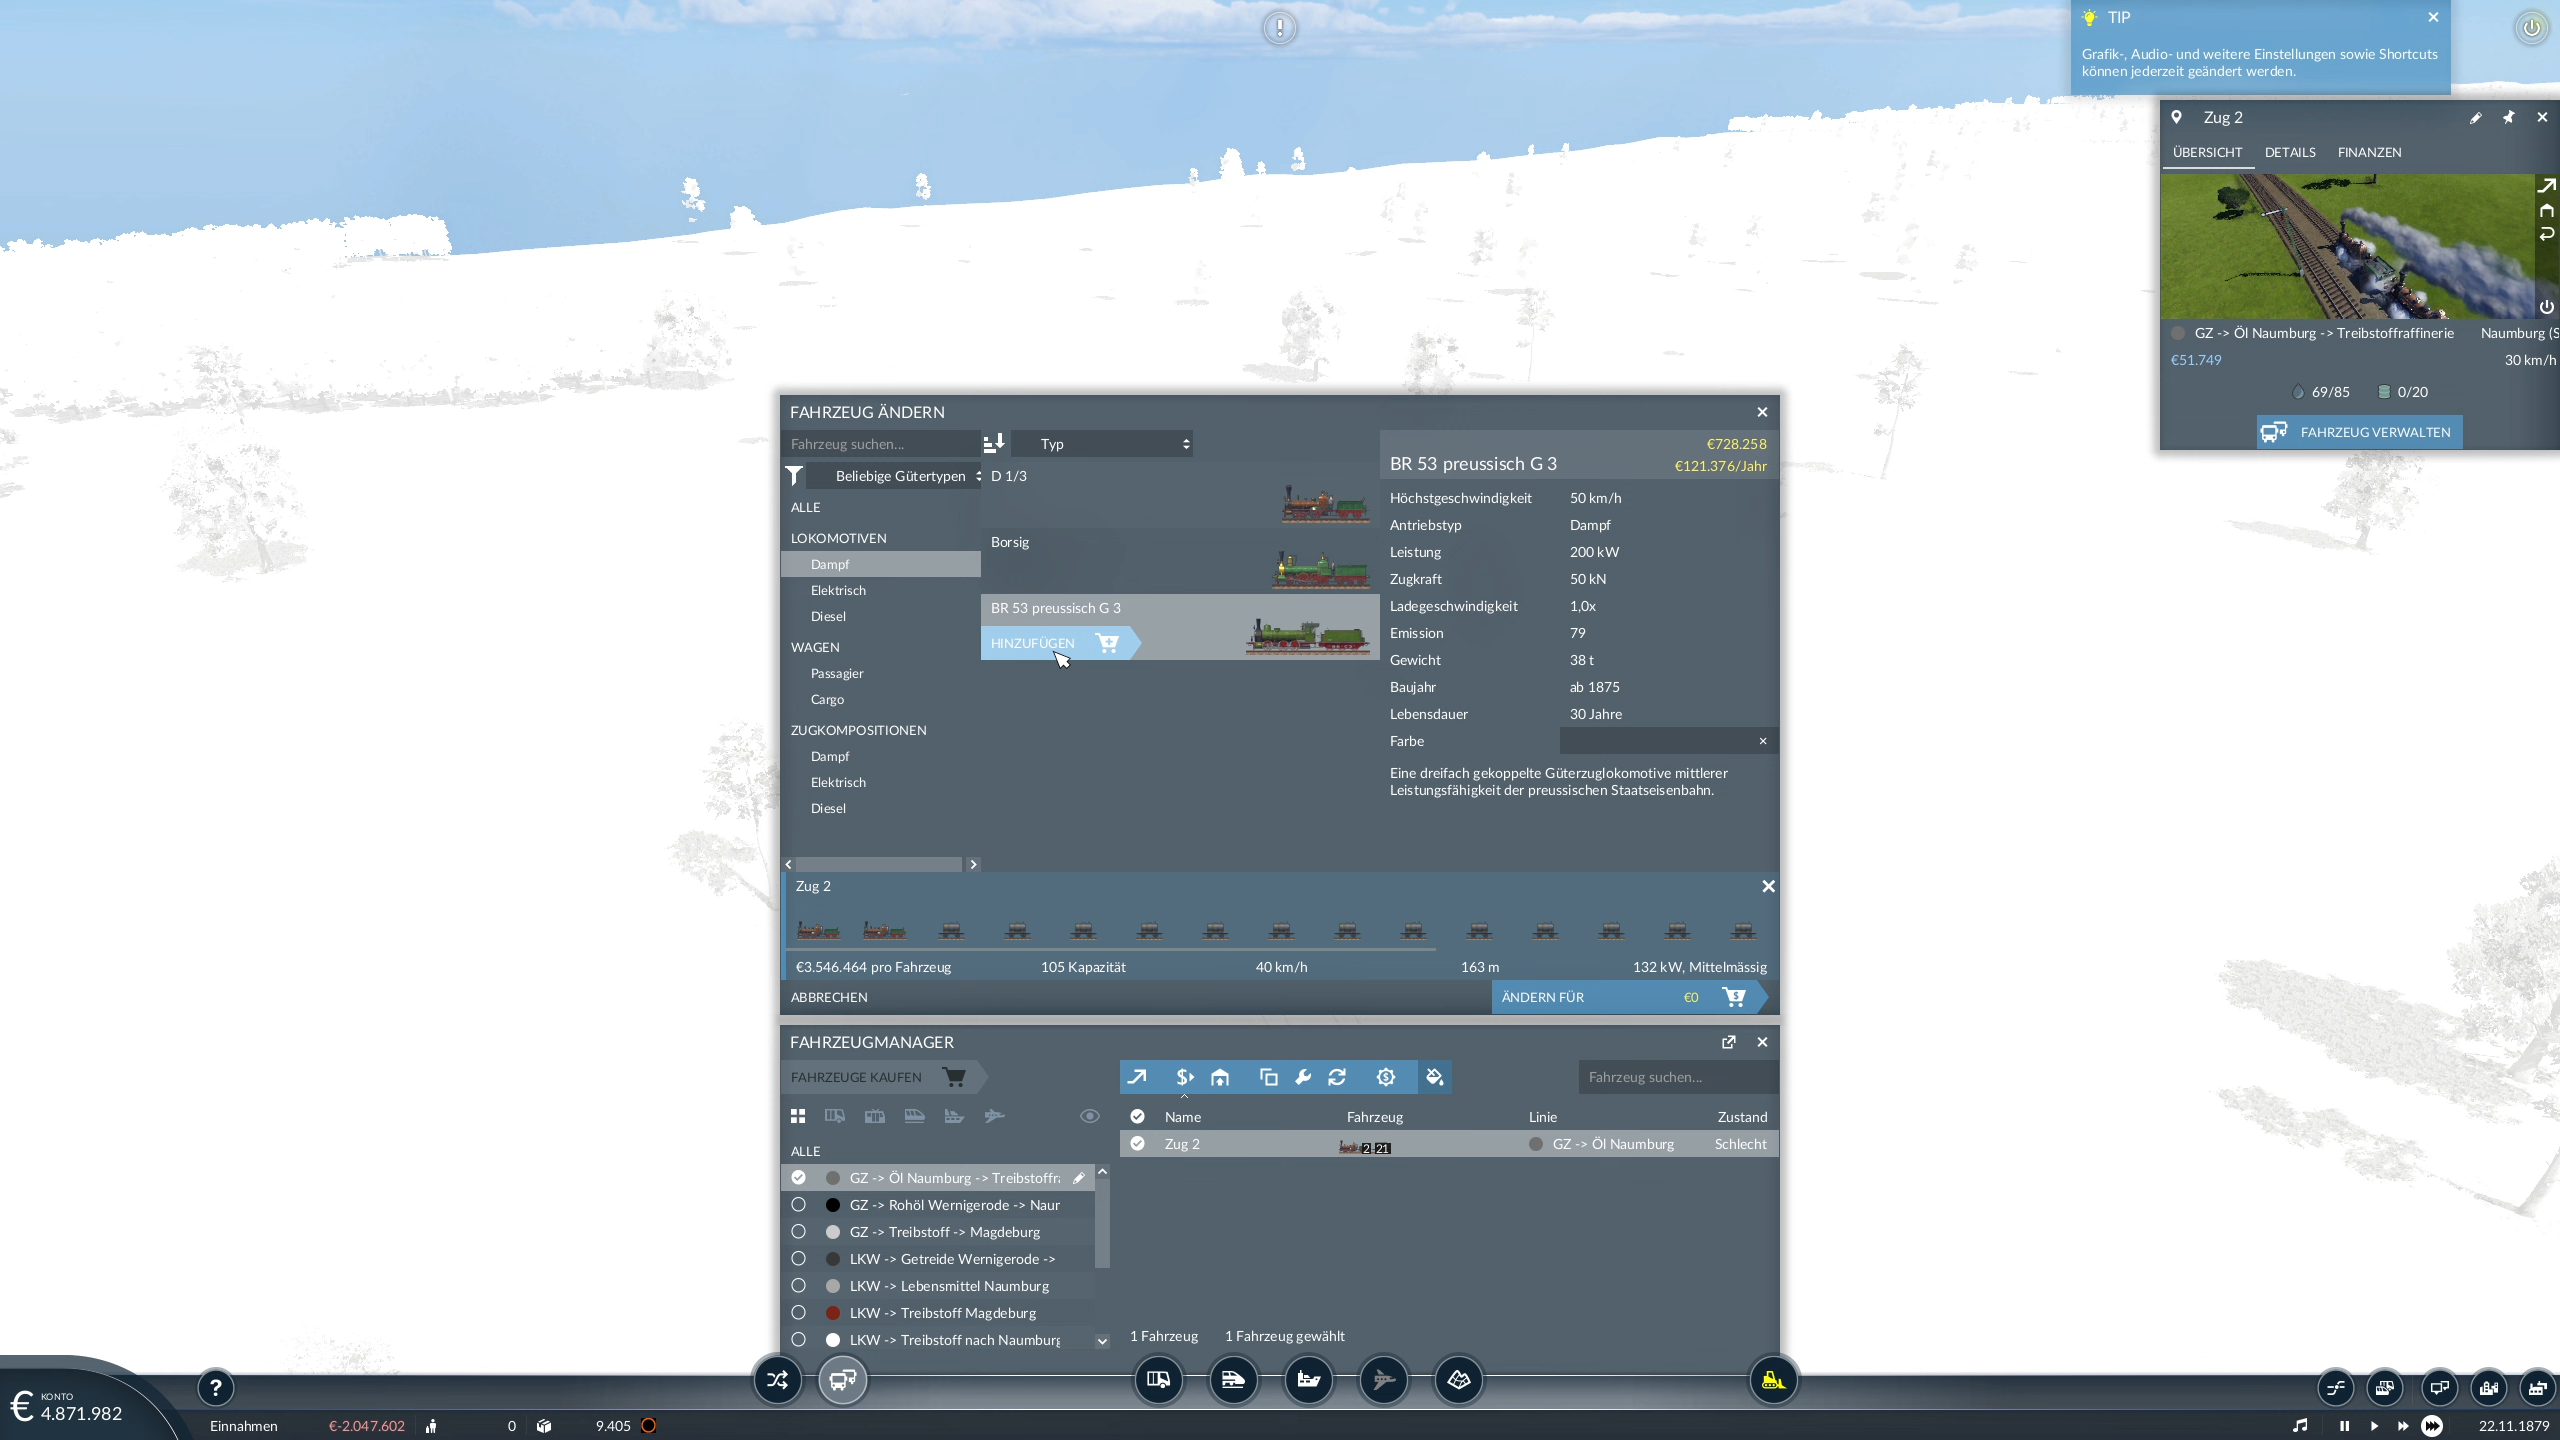 TIP
Grafik-, Audio- und weitere Einstellungen sowie Shortcuts
können jederzeit geändert werden.
Zug 2
ÜBERSICHT DETAILS FINANZEN
GZ -> Öl Naumburg -> Treibstoffraffinerie Naumburg (S
€51.749 30 km/h
69/85 0/20
FAHRZEUG VERWALTEN
FAHRZEUG ÄNDERN
Fahrzeug suchen... Typ
Beliebige Gütertypen
ALLE
LOKOMOTIVEN
Dampf
Elektrisch
Diesel
WAGEN
Passagier
Cargo
ZUGKOMPOSITIONEN
Dampf
Elektrisch
Diesel
D 1/3
Borsig
BR 53 preussisch G 3
HINZUFÜGEN
€728.258
BR 53 preussisch G 3 €121.376/Jahr
Höchstgeschwindigkeit 50 km/h
Antriebstyp Dampf
Leistung 200 kW
Zugkraft 50 kN
Ladegeschwindigkeit 1,0x
Emission 79
Gewicht 38 t
Baujahr ab 1875
Lebensdauer 30 Jahre
Farbe
Eine dreifach gekoppelte Güterzuglokomotive mittlerer
Leistungsfähigkeit der preussischen Staatseisenbahn.
Zug 2
€3.546.464 pro Fahrzeug 105 Kapazität 40 km/h 163 m 132 kW, Mittelmässig
ABBRECHEN ÄNDERN FÜR €0
FAHRZEUGMANAGER
FAHRZEUGE KAUFEN Fahrzeug suchen...
ALLE
GZ -> Öl Naumburg -> Treibstoffra
GZ -> Rohöl Wernigerode -> Naur
GZ -> Treibstoff -> Magdeburg
LKW -> Getreide Wernigerode ->
LKW -> Lebensmittel Naumburg
LKW -> Treibstoff Magdeburg
LKW -> Treibstoff nach Naumburg
Name Fahrzeug Linie Zustand
Zug 2 2 21 GZ -> Öl Naumburg Schlecht
1 Fahrzeug 1 Fahrzeug gewählt
KONTO
€ 4.871.982
Einnahmen €-2.047.602 0 9.405
22.11.1879